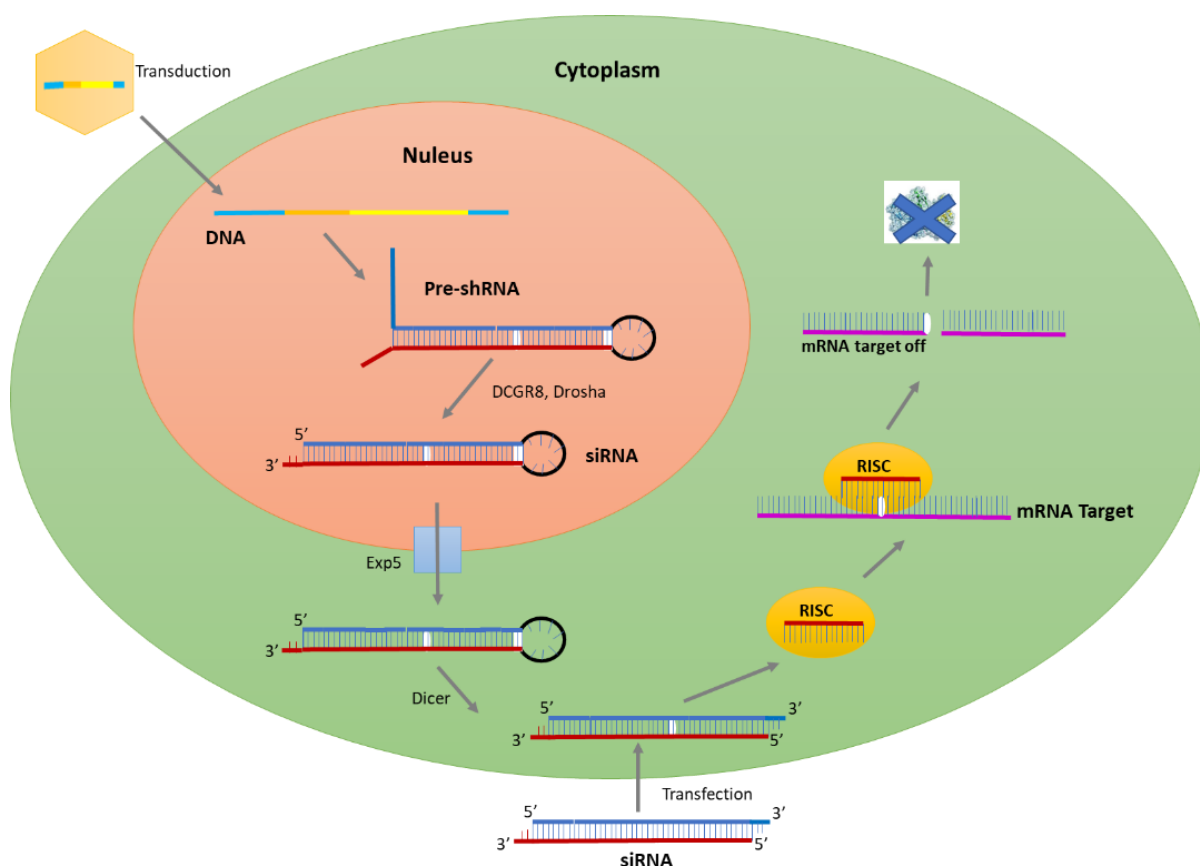 Transduction
Cytoplasm
Nuleus
DNA
Pre-shRNA
DCGR8, Drosha
5’
3’
siRNA
Exp5
5’
3’
Dicer
5’
3’
3’
5’
Transfection
5’
3’
3’
5’
siRNA
RISC
RISC
mRNA Target
mRNA target off